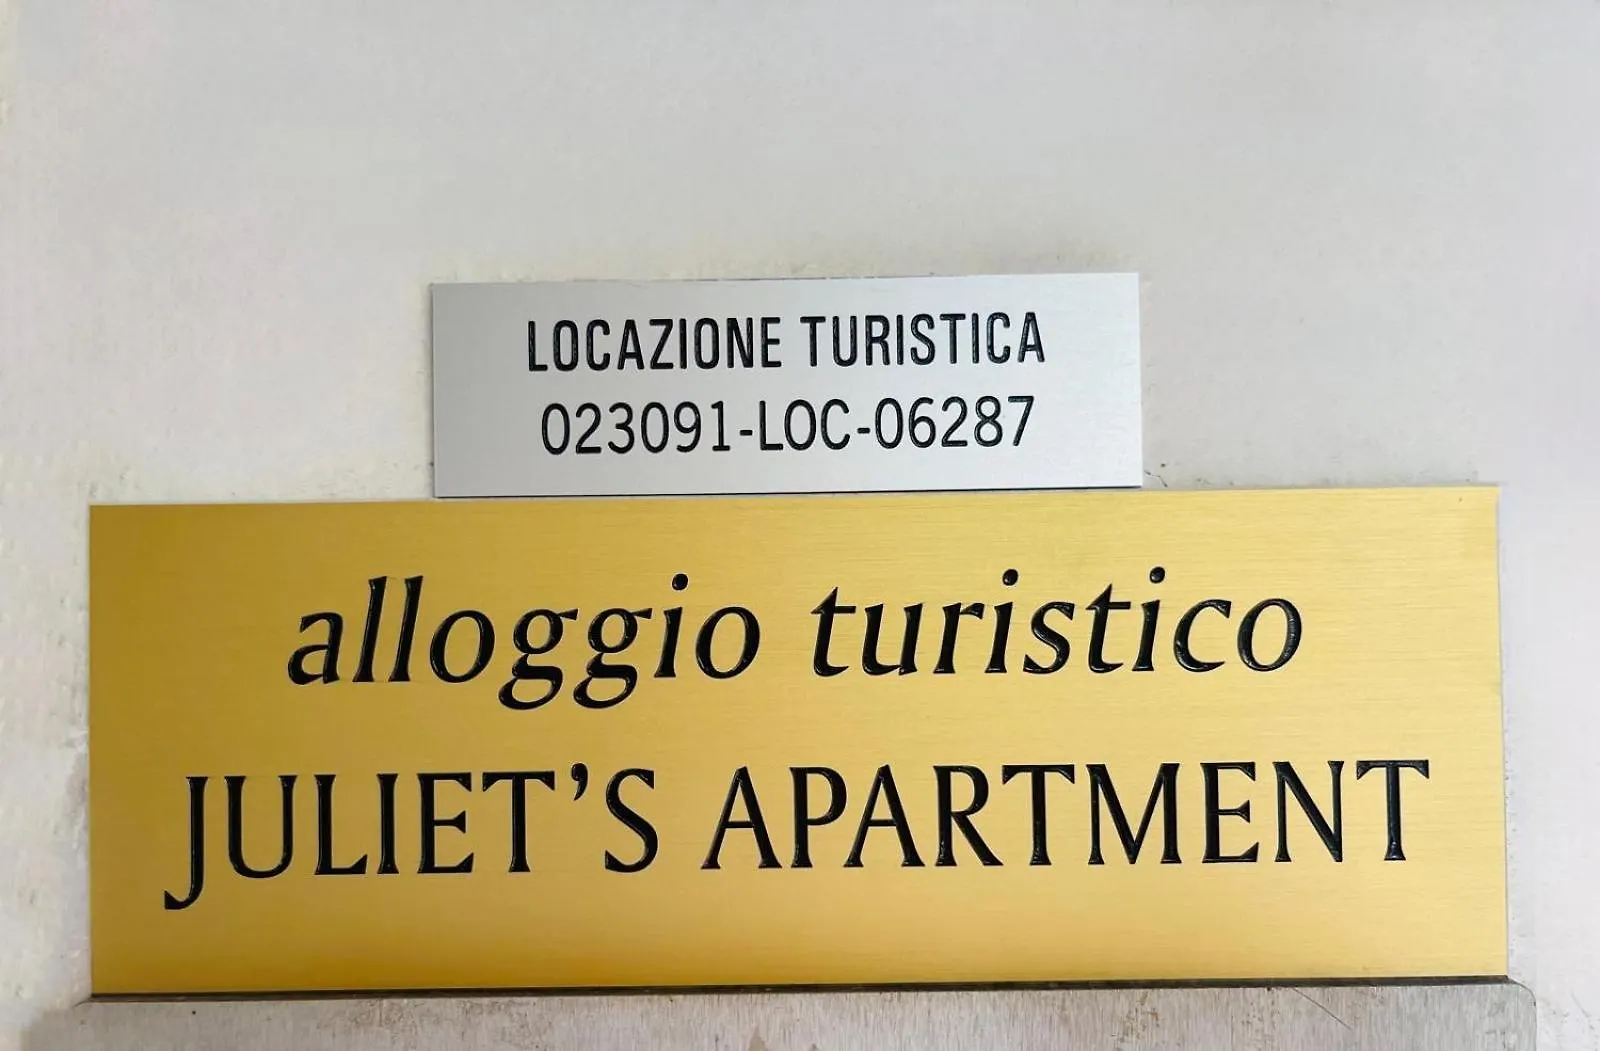 LOCAZIONE TURISTICA
023091-LOC-06287
alloggio turistico
JULIET'S APARTMENT